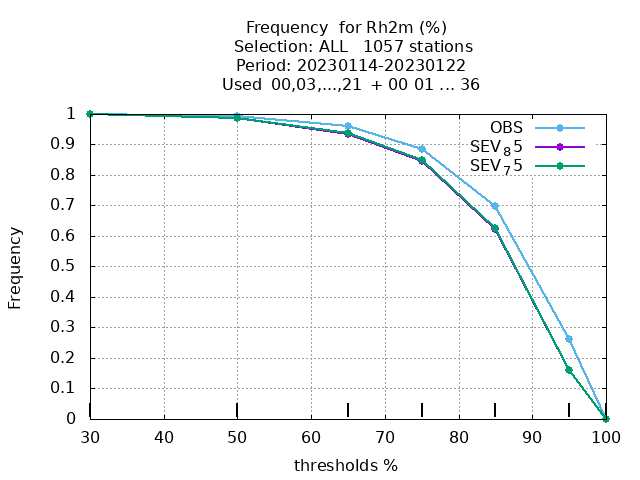 Frequency  for Rh2m (%)
Selection: ALL   1057 stations
Period: 20230114-20230122
Used  00,03,...,21  + 00 01 ... 36
OBS
SEV₈5
SEV₇5
1
0.9
0.8
0.7
0.6
0.5
0.4
0.3
0.2
0.1
0
Frequency
30 40 50 60 70 80 90 100
thresholds %